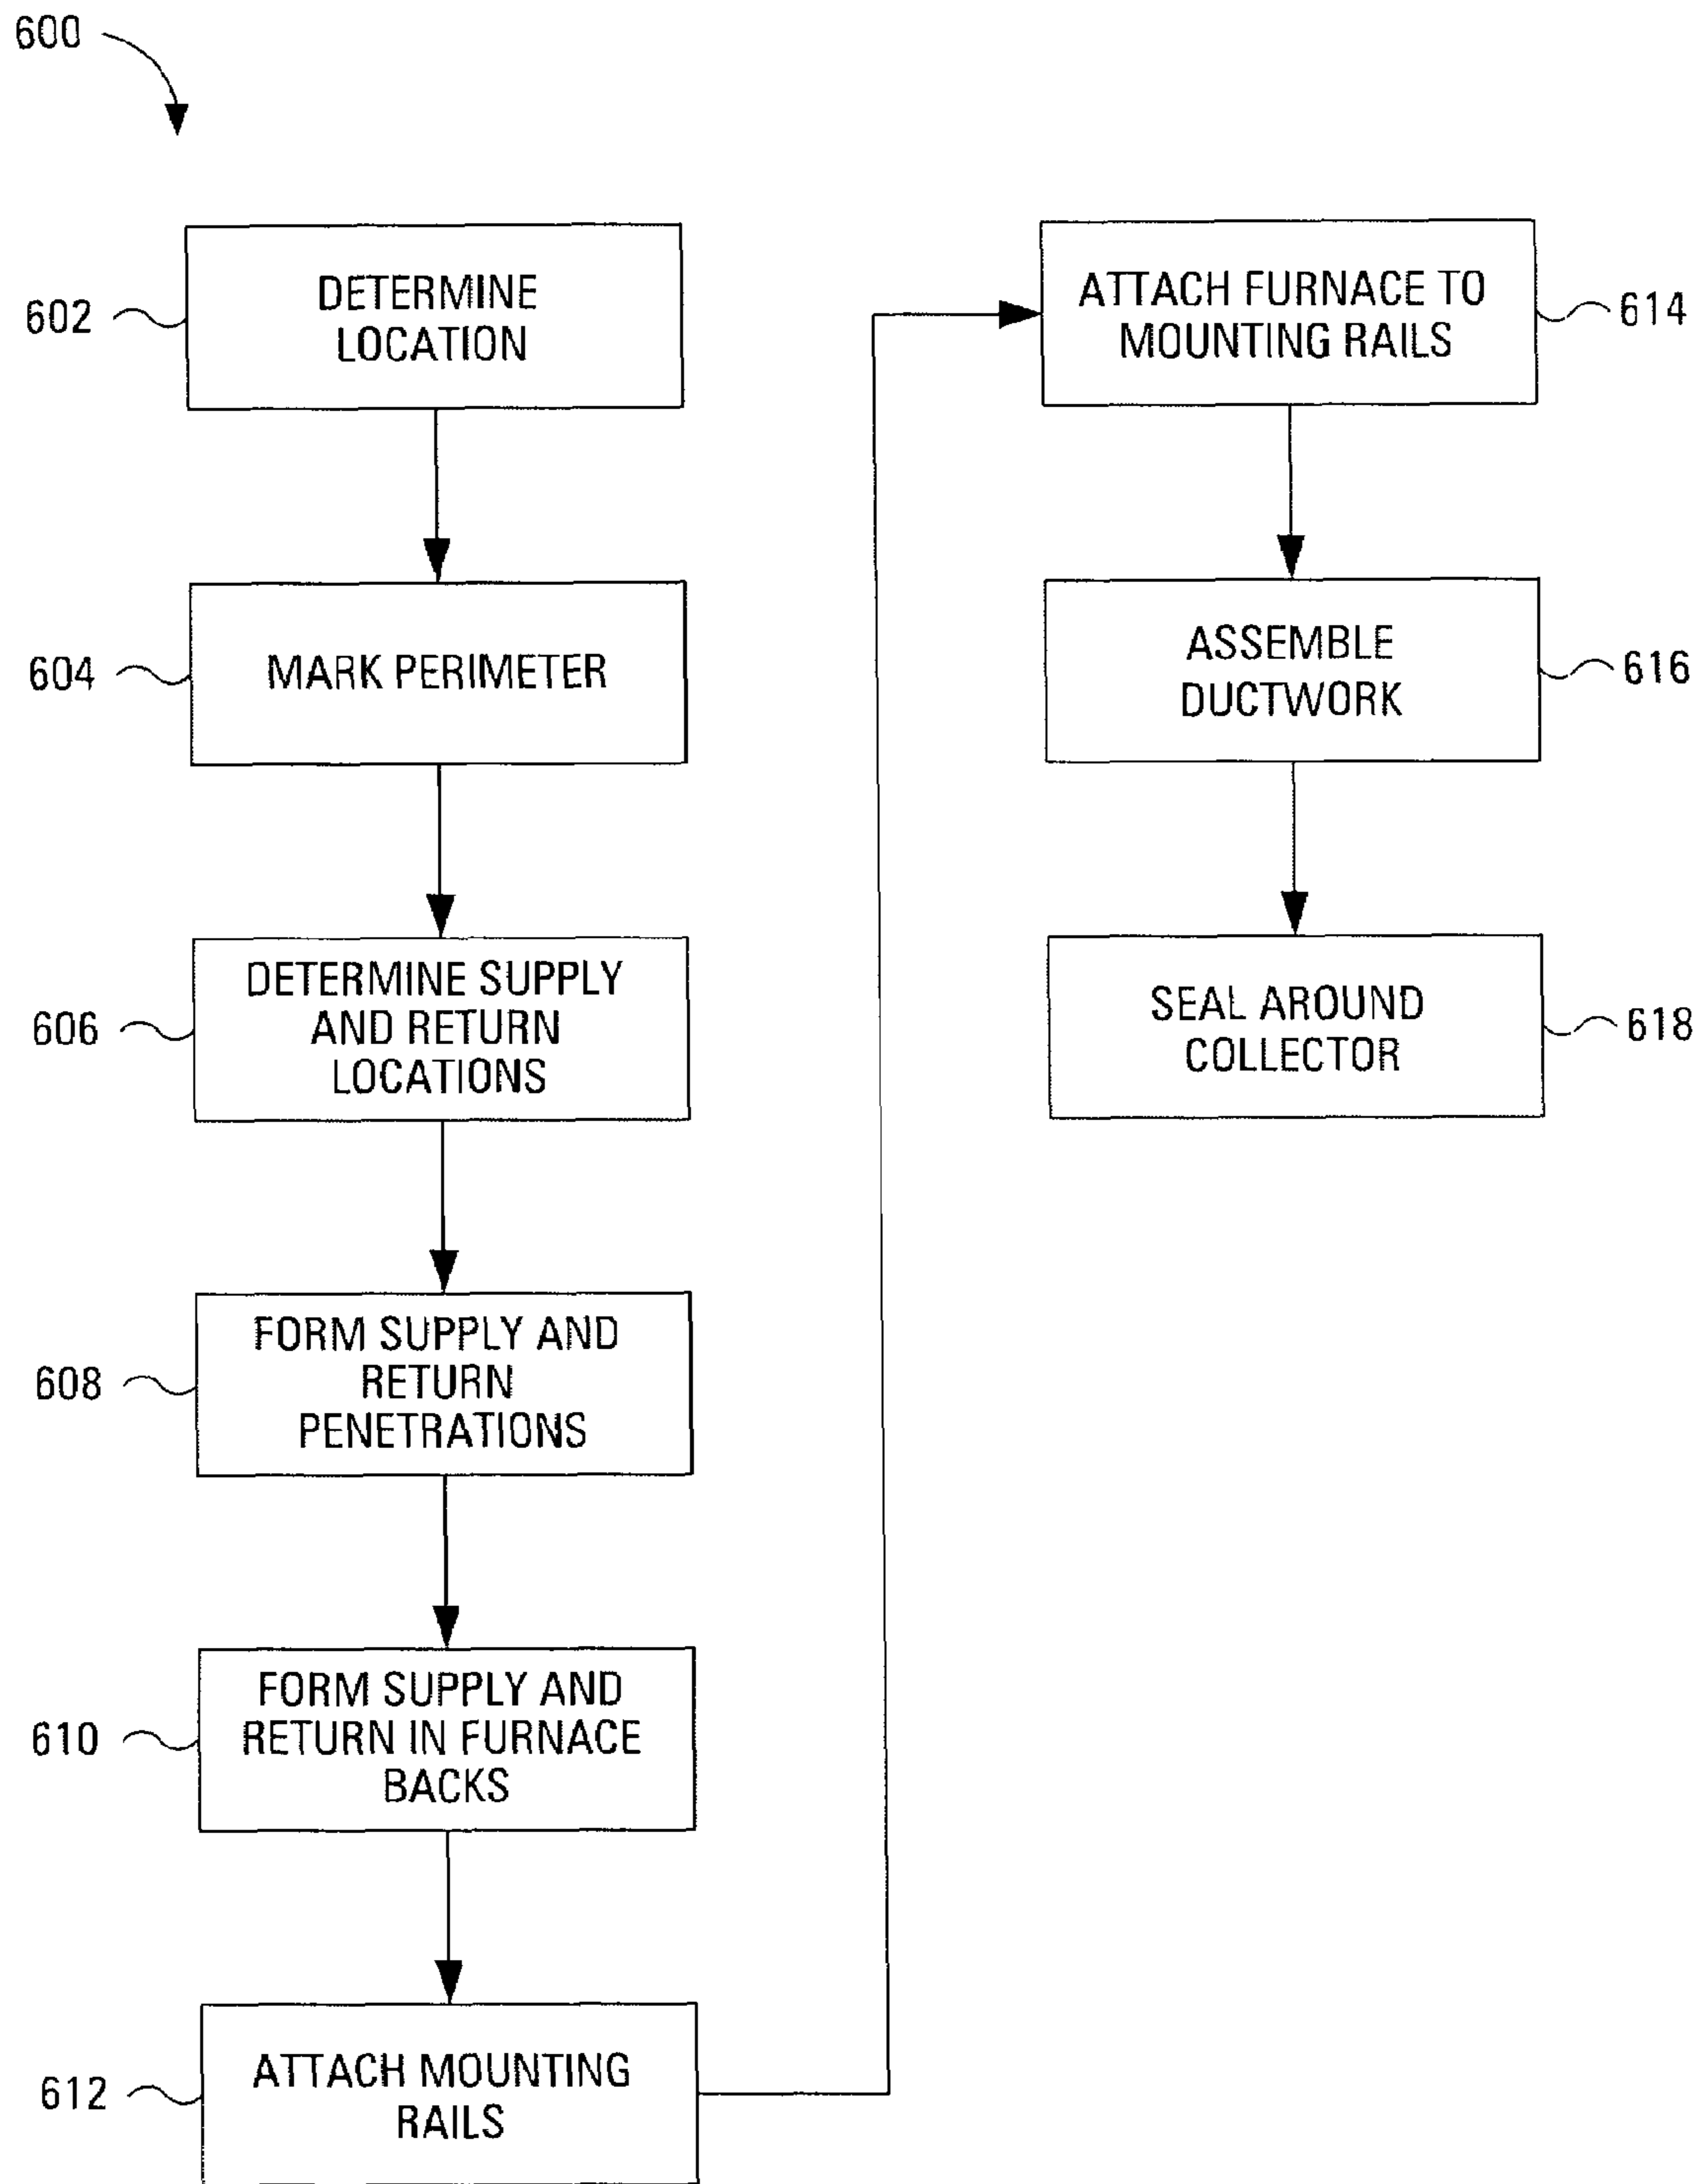 600
602
DETERMINE
LOCATION
604
MARK PERIMETER
606
DETERMINE SUPPLY
AND RETURN
LOCATIONS
608
FORM SUPPLY AND
RETURN
PENETRATIONS
610
FORM SUPPLY AND
RETURN IN FURNACE
BACKS
612
ATTACH MOUNTING
RAILS
ATTACH FURNACE TO
MOUNTING RAILS
614
ASSEMBLE
DUCTWORK
616
SEAL AROUND
COLLECTOR
618